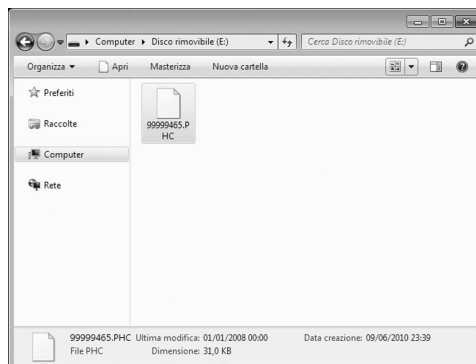 Computer ▸ Disco rimovibile (E:)
Cerca Disco rimovibile (E:)
Organizza
Apri
Masterizza
Nuova cartella
Preferiti
Raccolte
Computer
Rete
99999465.P
HC
99999465.PHC Ultima modifica: 01/01/2008 00:00 Data creazione: 09/06/2010 23:39
File PHC Dimensione: 31,0 KB